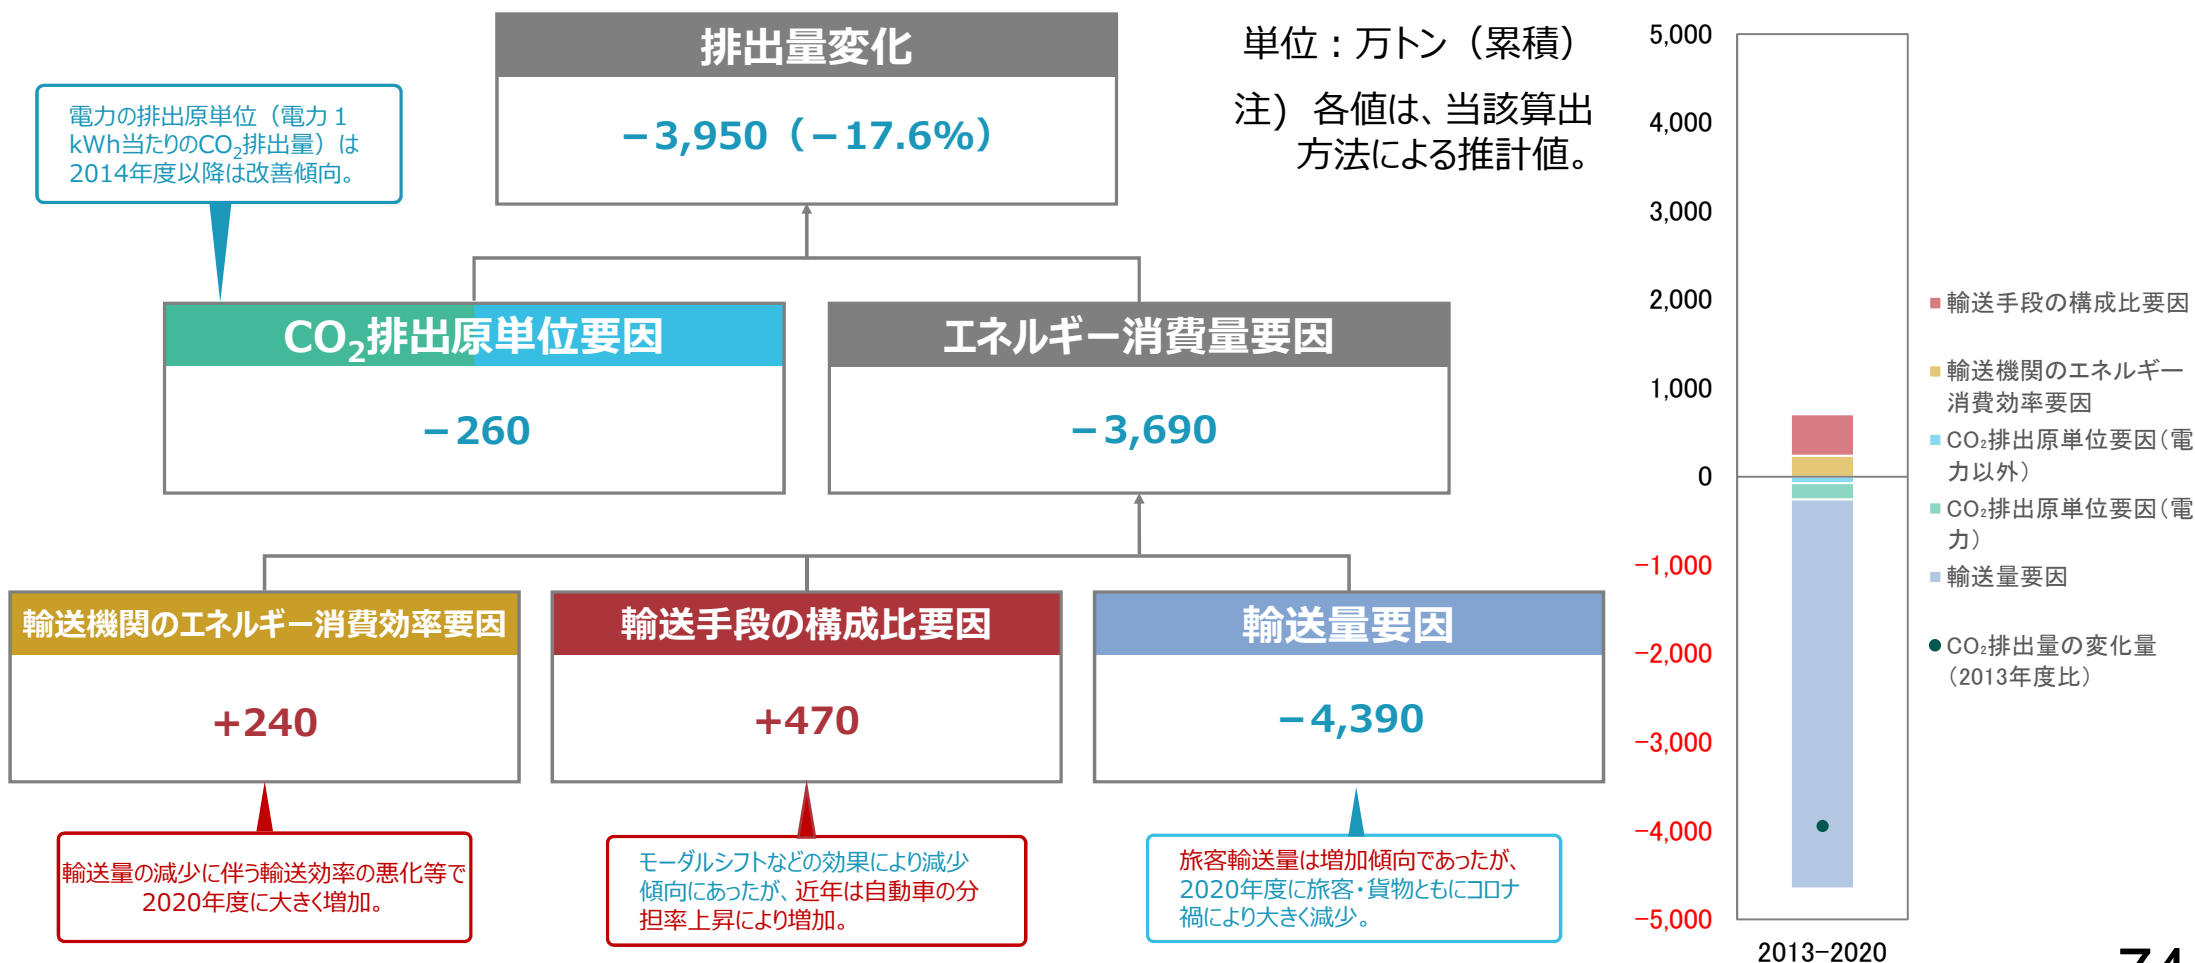 排出量変化
−3,950（−17.6%）
単位：万トン（累積）
注) 各値は、当該算出
方法による推計値。
電力の排出原単位（電力１
kWh当たりのCO₂排出量）は
2014年度以降は改善傾向。
CO₂排出原単位要因
−260
エネルギー消費量要因
−3,690
輸送機関のエネルギー消費効率要因
+240
輸送手段の構成比要因
+470
輸送量要因
−4,390
輸送量の減少に伴う輸送効率の悪化等で
2020年度に大きく増加。
モーダルシフトなどの効果により減少
傾向にあったが、近年は自動車の分
担率上昇により増加。
旅客輸送量は増加傾向であったが、
2020年度に旅客・貨物ともにコロナ
禍により大きく減少。
5,000
4,000
3,000
2,000
1,000
0
−1,000
−2,000
−3,000
−4,000
−5,000
2013−2020
輸送手段の構成比要因
輸送機関のエネルギー
消費効率要因
CO₂排出原単位要因（電
力以外）
CO₂排出原単位要因（電
力）
輸送量要因
CO₂排出量の変化量
（2013年度比）